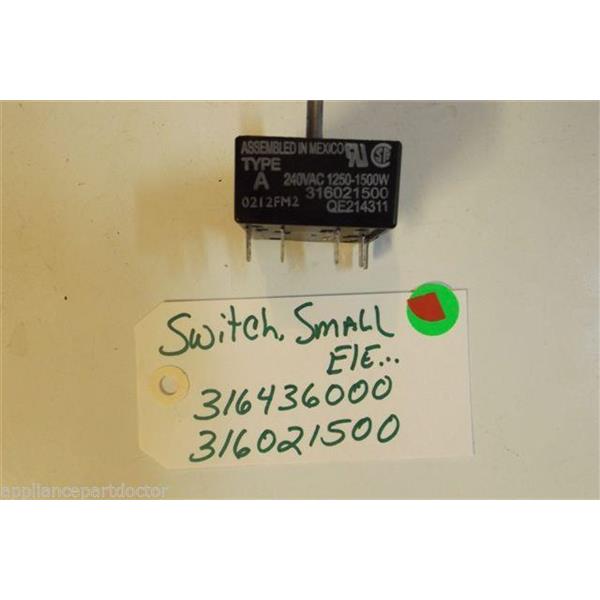 ASSEMBLED IN MEXICO
TYPE
A 240VAC 1250-1500W
316021500
0212FM2 QE214311
Switch, Small
Ele...
316436000
316021500
appliancepartdoctor